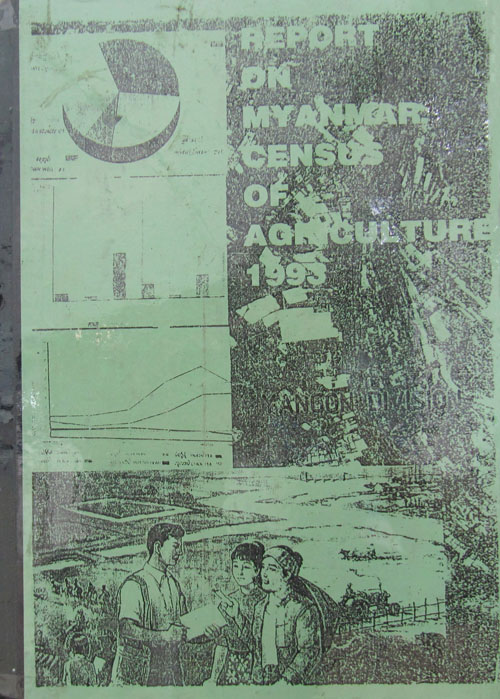 REPORT
ON
MYANMAR
CENSUS
OF
AGRICULTURE
1993
YANGON DIVISION